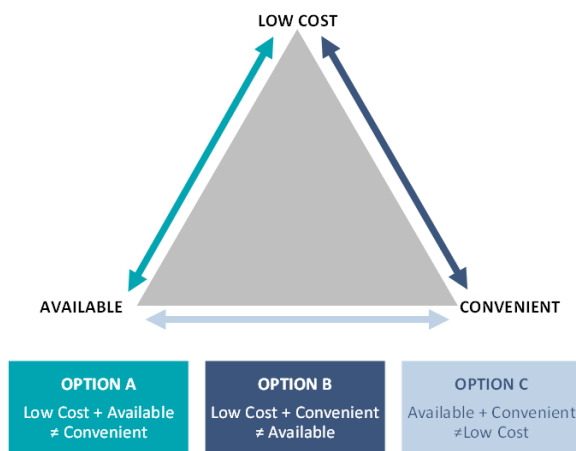 LOW COST
AVAILABLE
CONVENIENT
OPTION A
Low Cost + Available
≠ Convenient
OPTION B
Low Cost + Convenient
≠ Available
OPTION C
Available + Convenient
≠Low Cost